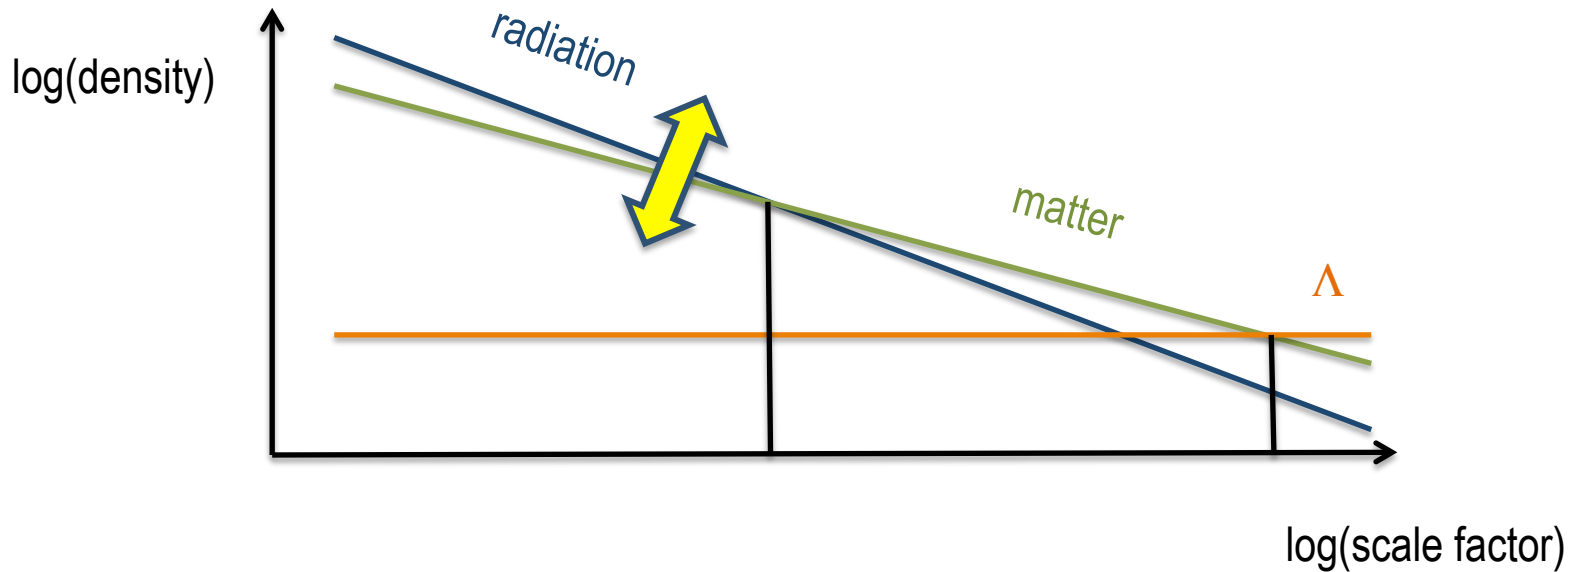 radiation
log(density)
matter
Λ
log(scale factor)